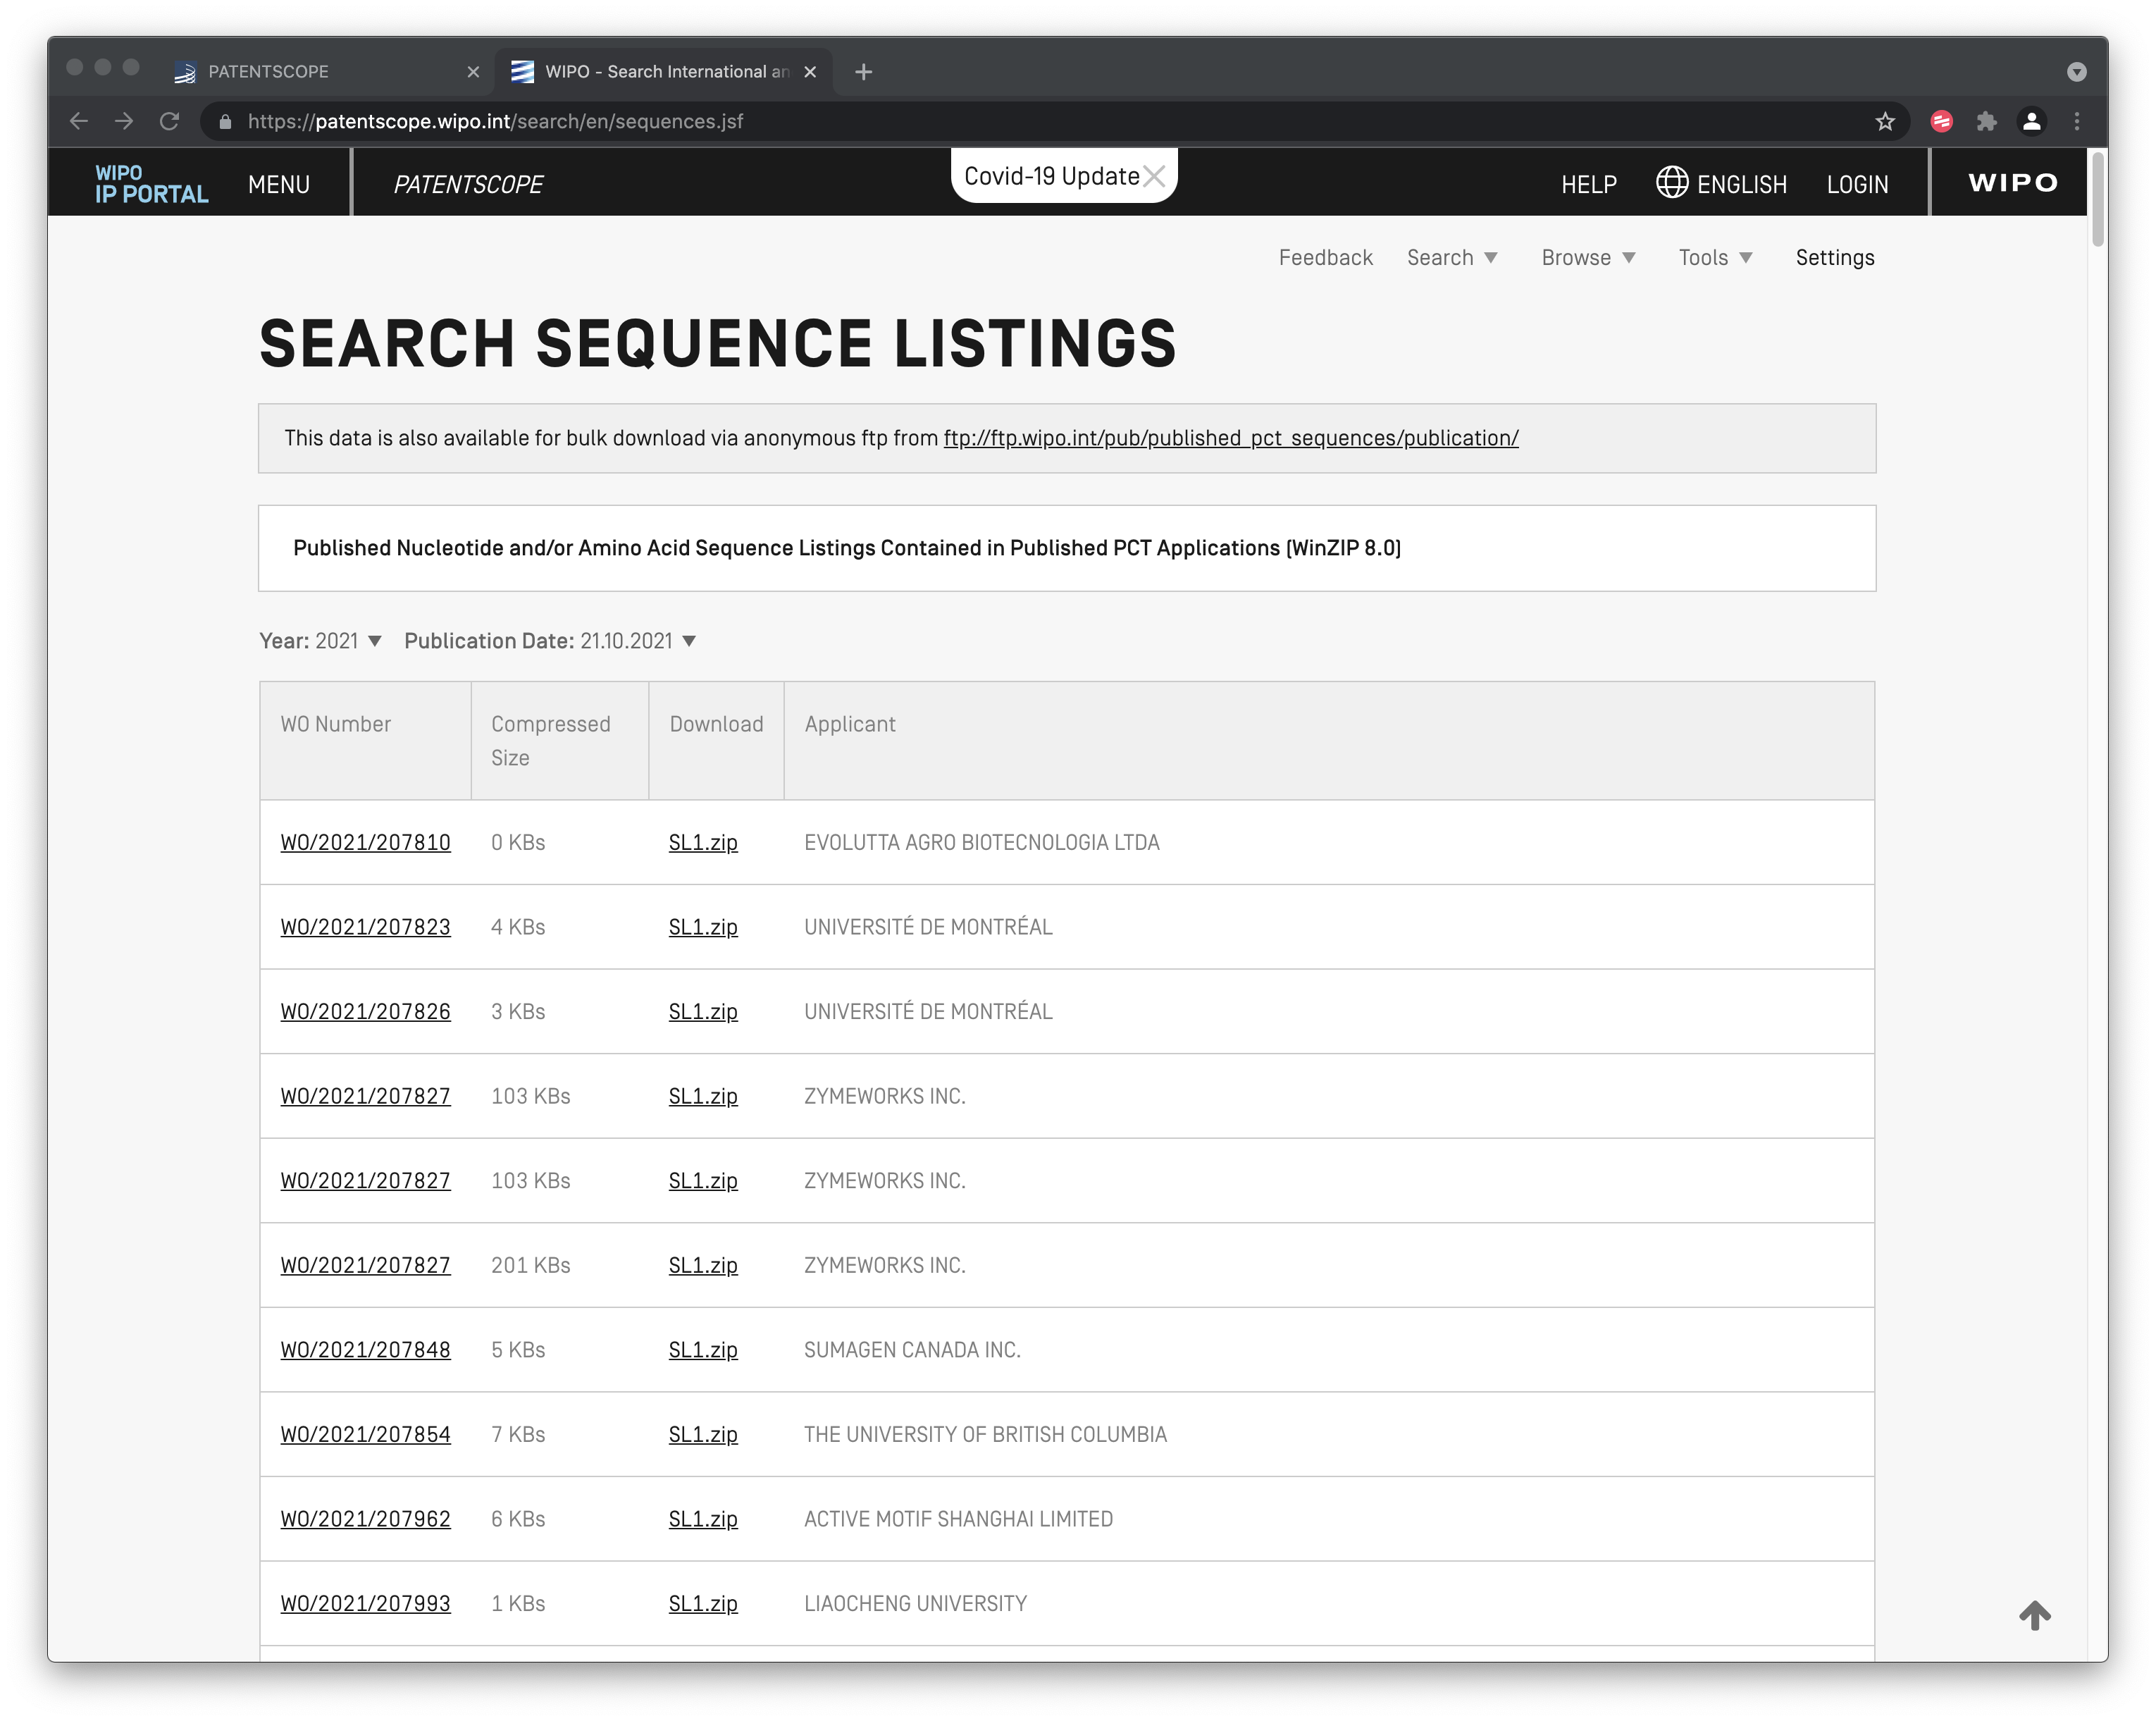 PATENTSCOPE
WIPO - Search International an
https://patentscope.wipo.int/search/en/sequences.jsf
WIPO
IP PORTAL
MENU
PATENTSCOPE
Covid-19 Update
HELP
ENGLISH
LOGIN
WIPO
Feedback Search Browse Tools Settings
SEARCH SEQUENCE LISTINGS
This data is also available for bulk download via anonymous ftp from ftp://ftp.wipo.int/pub/published_pct_sequences/publication/
Published Nucleotide and/or Amino Acid Sequence Listings Contained in Published PCT Applications (WinZIP 8.0)
Year: 2021 Publication Date: 21.10.2021
WO Number Compressed Download Applicant
Size
WO/2021/207810 0 KBs SL1.zip EVOLUTTA AGRO BIOTECNOLOGIA LTDA
WO/2021/207823 4 KBs SL1.zip UNIVERSITÉ DE MONTRÉAL
WO/2021/207826 3 KBs SL1.zip UNIVERSITÉ DE MONTRÉAL
WO/2021/207827 103 KBs SL1.zip ZYMEWORKS INC.
WO/2021/207827 103 KBs SL1.zip ZYMEWORKS INC.
WO/2021/207827 201 KBs SL1.zip ZYMEWORKS INC.
WO/2021/207848 5 KBs SL1.zip SUMAGEN CANADA INC.
WO/2021/207854 7 KBs SL1.zip THE UNIVERSITY OF BRITISH COLUMBIA
WO/2021/207962 6 KBs SL1.zip ACTIVE MOTIF SHANGHAI LIMITED
WO/2021/207993 1 KBs SL1.zip LIAOCHENG UNIVERSITY